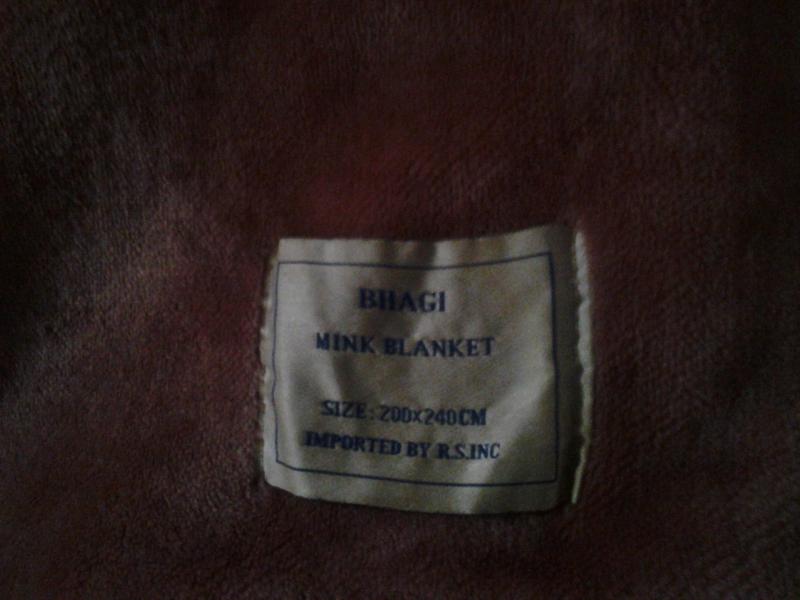 BHAGI
MINK BLANKET
SIZE: 200X240CM
IMPORTED BY R.S.INC